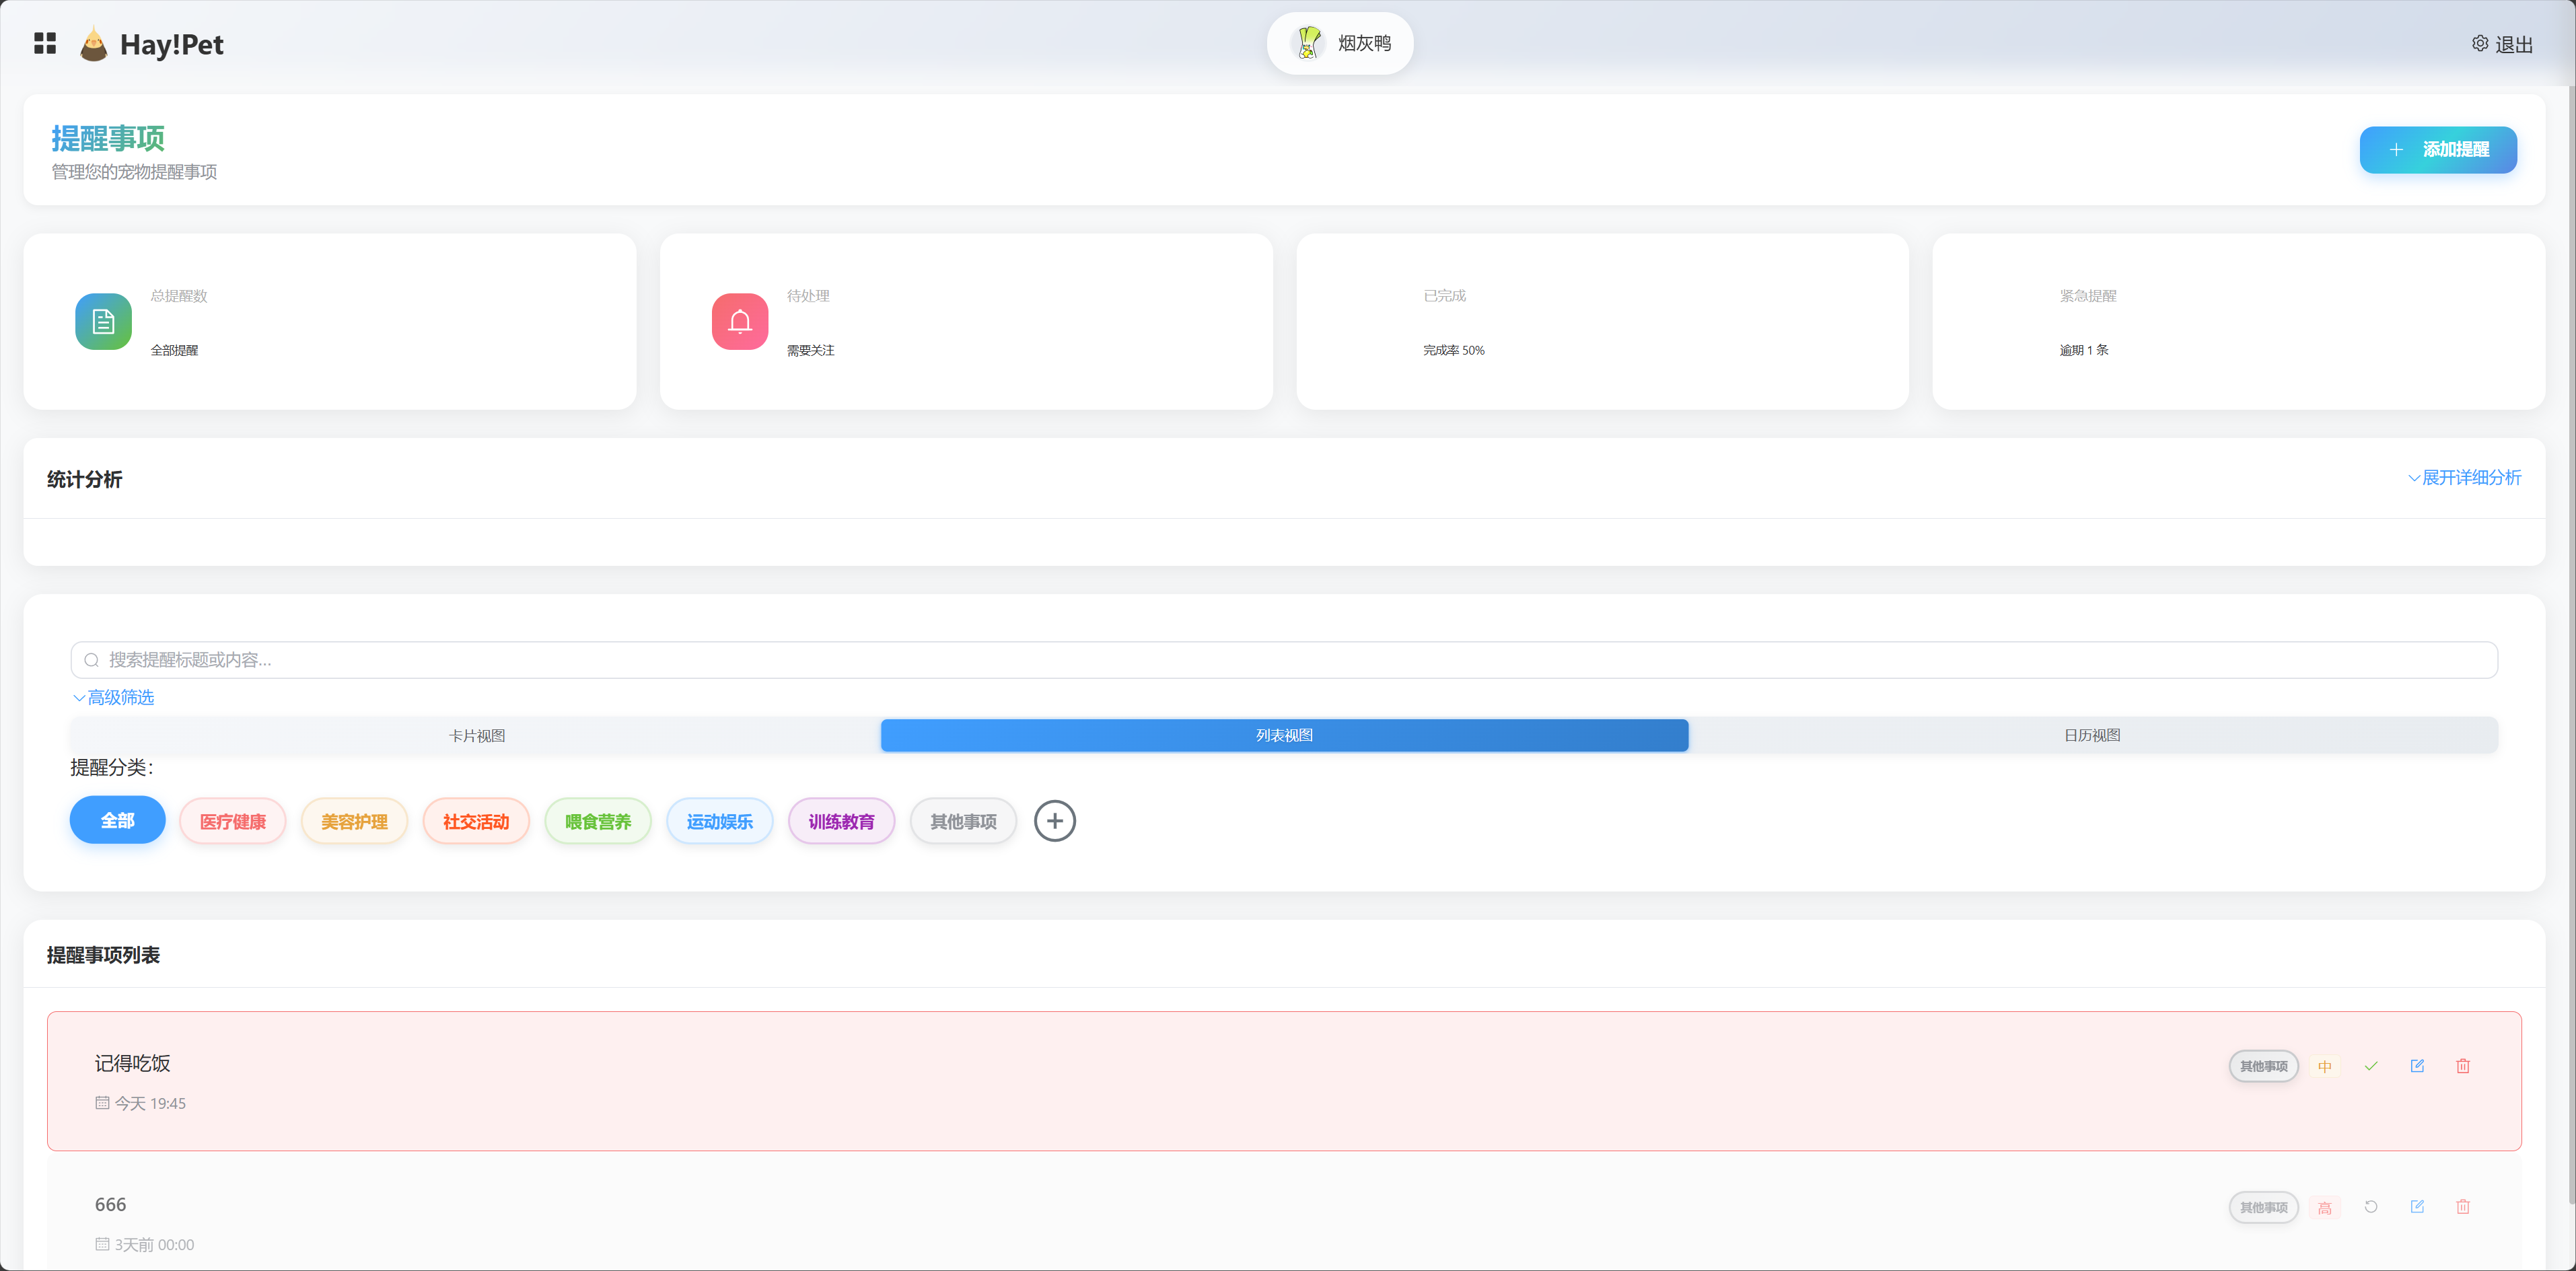 Hay!Pet
烟灰鸭
退出
提醒事项
管理您的宠物提醒事项
添加提醒
总提醒数
全部提醒
待处理
需要关注
已完成
完成率 50%
紧急提醒
逾期 1 条
统计分析
展开详细分析
搜索提醒标题或内容...
高级筛选
卡片视图
列表视图
日历视图
提醒分类：
全部
医疗健康
美容护理
社交活动
喂食营养
运动娱乐
训练教育
其他事项
提醒事项列表
记得吃饭
其他事项
中
今天 19:45
666
其他事项
高
3天前 00:00